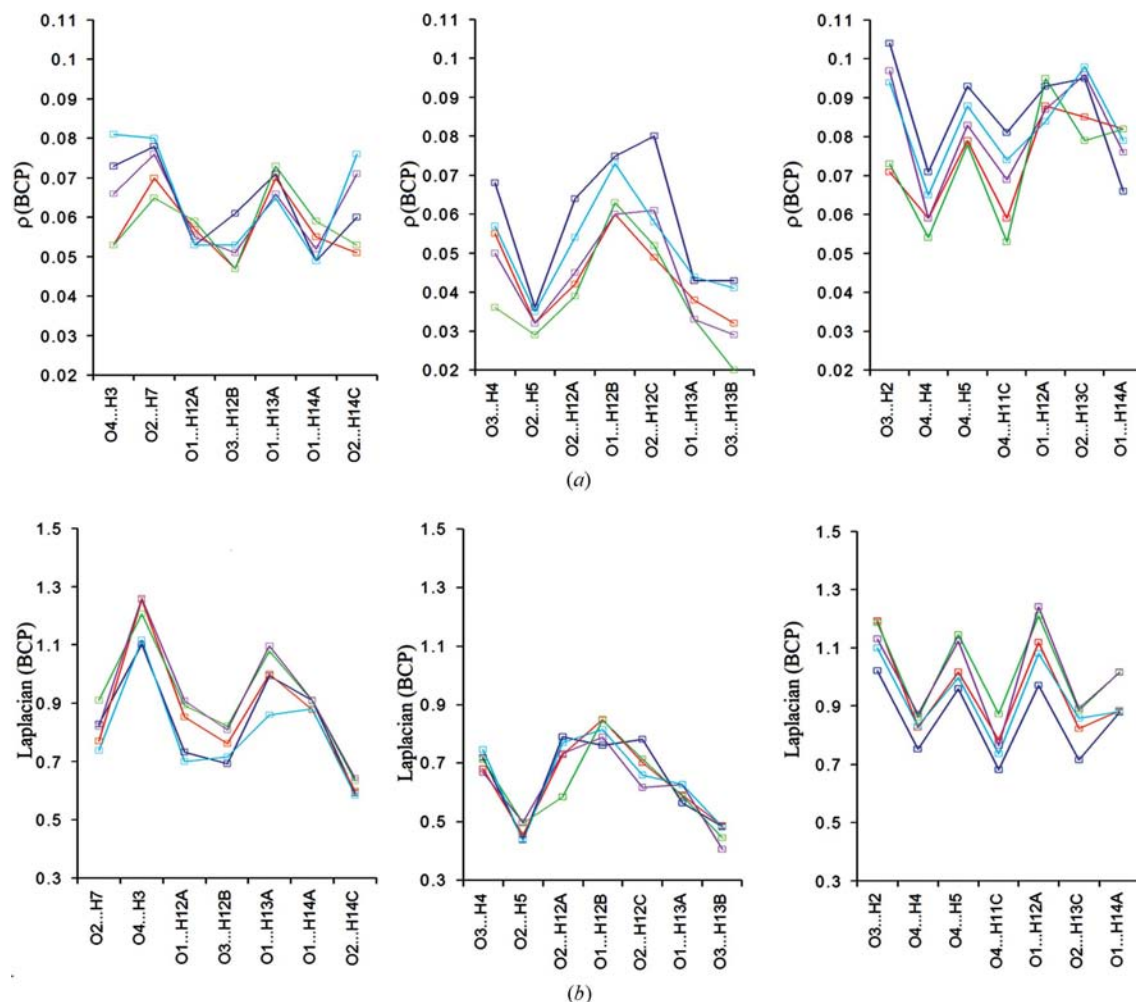 0.11
0.1
0.09
0.08
0.07
0.06
0.05
0.04
0.03
0.02
ρ(BCP)
O4...H3
O2...H7
O1...H12A
O3...H12B
O1...H13A
O1...H14A
O2...H14C
0.11
0.1
0.09
0.08
0.07
0.06
0.05
0.04
0.03
0.02
ρ(BCP)
O3...H4
O2...H5
O2...H12A
O1...H12B
O2...H12C
O1...H13A
O3...H13B
0.11
0.1
0.09
0.08
0.07
0.06
0.05
0.04
0.03
0.02
ρ(BCP)
O3...H2
O4...H4
O4...H5
O4...H11C
O1...H12A
O2...H13C
O1...H14A
(a)
1.5
1.3
1.1
0.9
0.7
0.5
0.3
Laplacian (BCP)
O2...H7
O4...H3
O1...H12A
O3...H12B
O1...H13A
O1...H14A
O2...H14C
1.5
1.3
1.1
0.9
0.7
0.5
0.3
Laplacian (BCP)
O3...H4
O2...H5
O2...H12A
O1...H12B
O2...H12C
O1...H13A
O3...H13B
1.5
1.3
1.1
0.9
0.7
0.5
0.3
Laplacian (BCP)
O3...H2
O4...H4
O4...H5
O4...H11C
O1...H12A
O2...H13C
O1...H14A
(b)